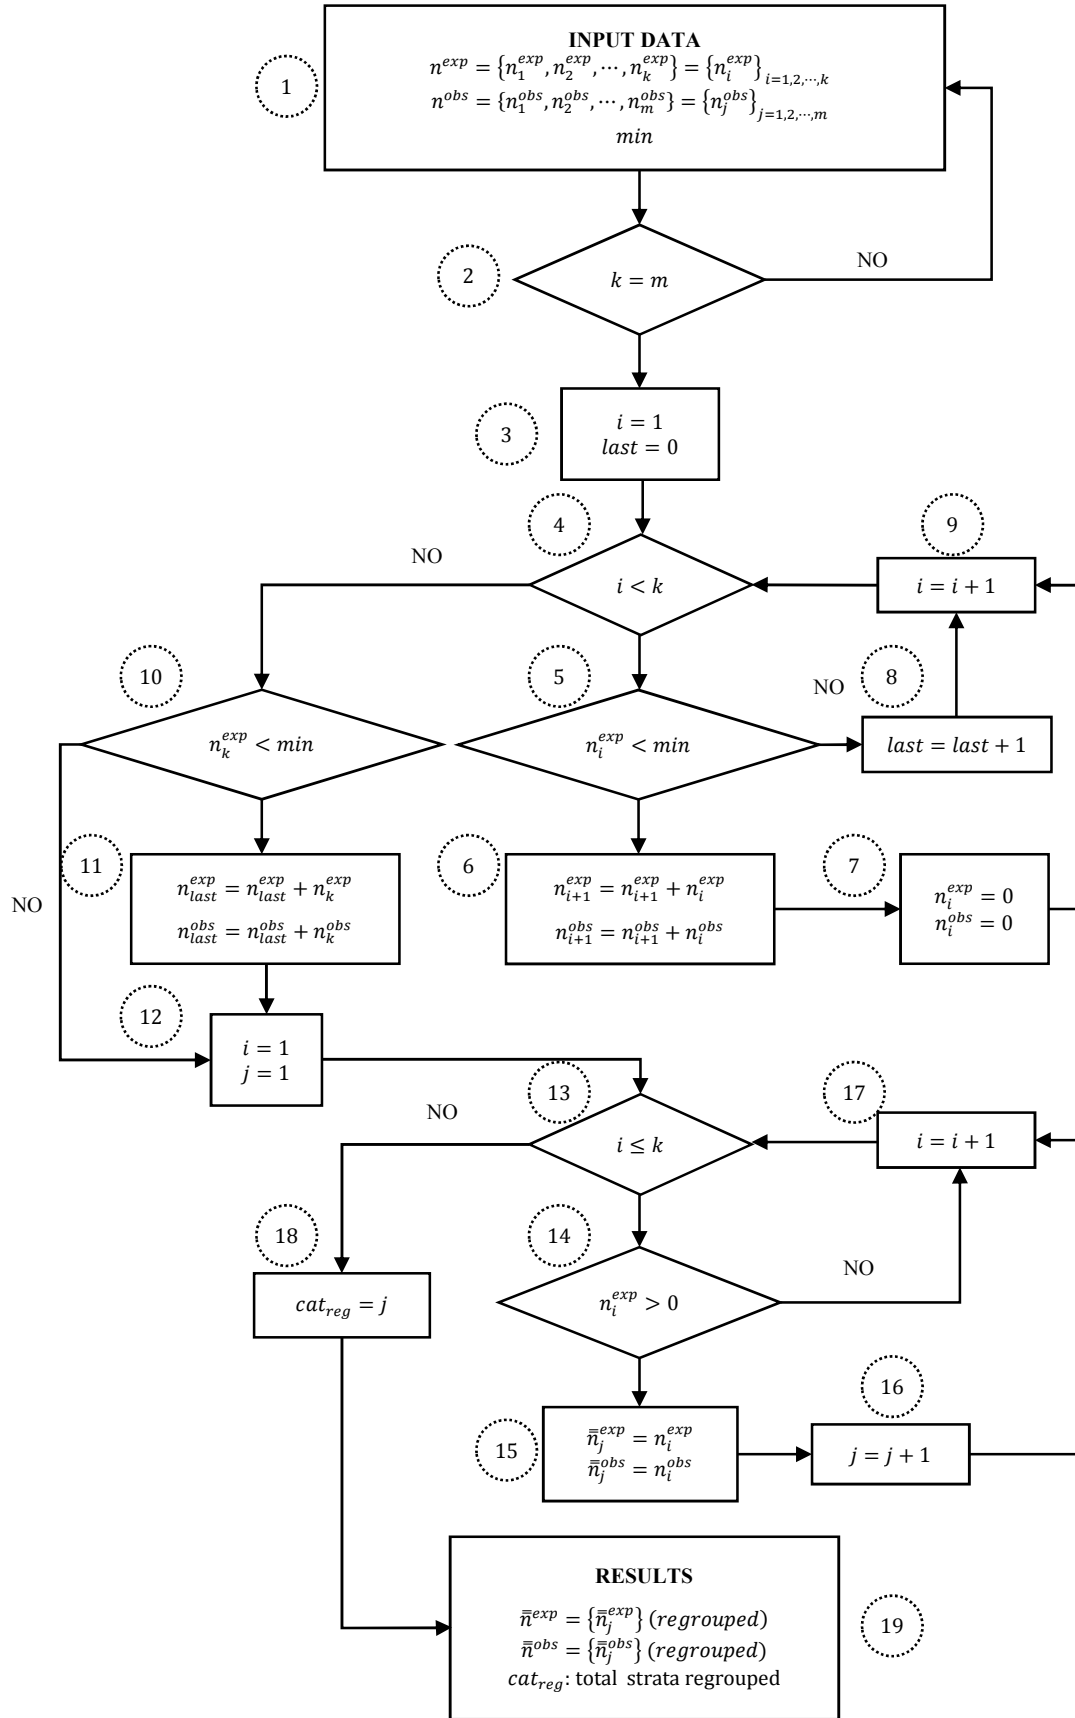 1
INPUT DATA
n^{exp} = {n_1^{exp}, n_2^{exp}, ⋯, n_k^{exp}} = {n_i^{exp}}_{i=1,2,⋯,k}
n^{obs} = {n_1^{obs}, n_2^{obs}, ⋯, n_m^{obs}} = {n_j^{obs}}_{j=1,2,⋯,m}
min
2
k = m
NO
3
i = 1
last = 0
4
9
NO
i < k
i = i + 1
10
5
8
NO
n_k^{exp} < min
n_i^{exp} < min
last = last + 1
11
6
7
n_{last}^{exp} = n_{last}^{exp} + n_k^{exp}
n_{last}^{obs} = n_{last}^{obs} + n_k^{obs}
n_{i+1}^{exp} = n_{i+1}^{exp} + n_i^{exp}
n_{i+1}^{obs} = n_{i+1}^{obs} + n_i^{obs}
n_i^{exp} = 0
n_i^{obs} = 0
NO
12
i = 1
j = 1
13
17
NO
i ≤ k
i = i + 1
18
14
NO
cat_{reg} = j
n_i^{exp} > 0
16
15
n̿_j^{exp} = n_i^{exp}
n̿_j^{obs} = n_i^{obs}
j = j + 1
RESULTS
n̿^{exp} = {n̿_j^{exp}} (regrouped)
n̿^{obs} = {n̿_j^{obs}} (regrouped)
cat_{reg}: total strata regrouped
19